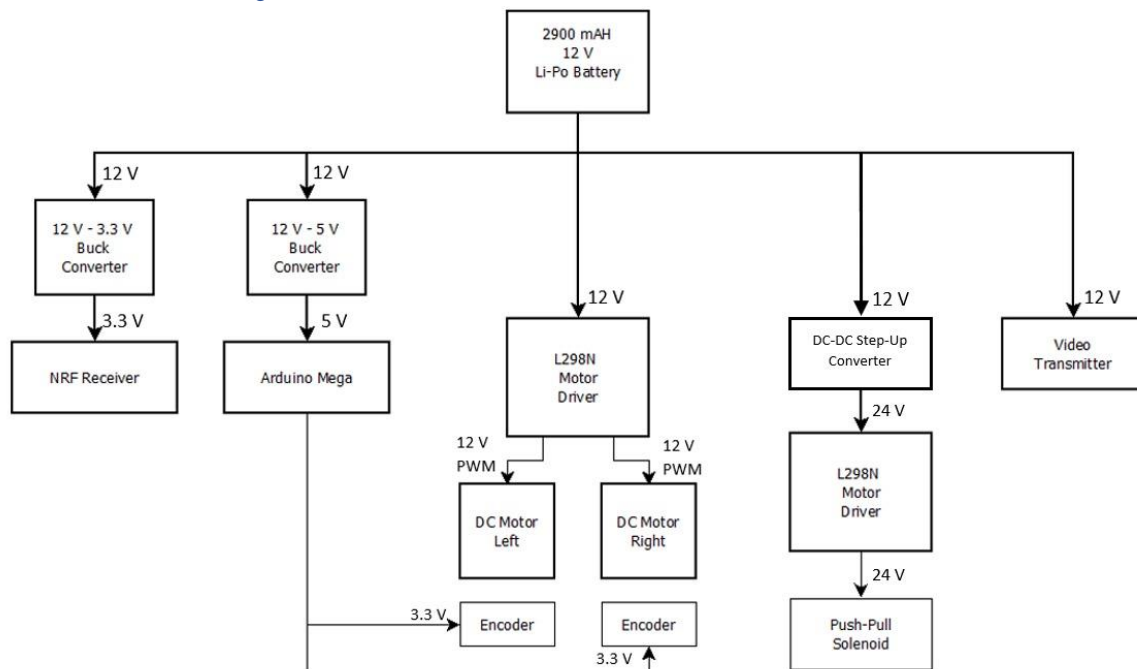 2900 mAH
12 V
Li-Po Battery
12 V
12 V
12 V - 3.3 V
Buck
Converter
12 V - 5 V
Buck
Converter
3.3 V
5 V
12 V
12 V
12 V
NRF Receiver
Arduino Mega
L298N
Motor
Driver
DC-DC Step-Up
Converter
Video
Transmitter
24 V
12 V
PWM
12 V
PWM
L298N
Motor
Driver
DC Motor
Left
DC Motor
Right
24 V
3.3 V
Encoder
Encoder
3.3 V
Push-Pull
Solenoid